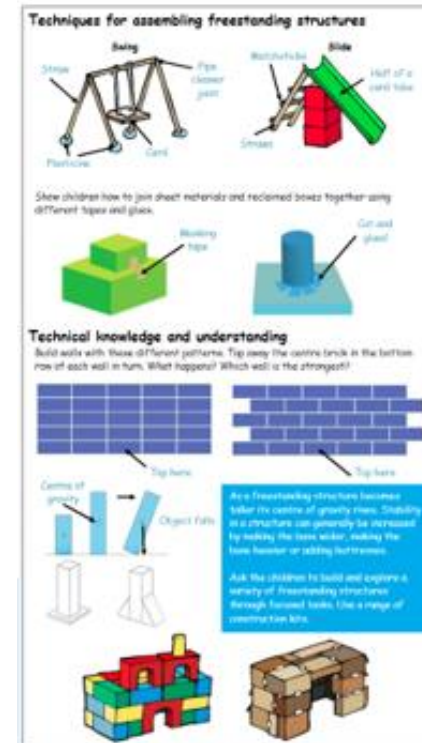 Techniques for assembling freestanding structures
Swing
Slide
Straw
Pipe
cleaner
joint
Matchsticks
Half of a
card tube
Plasticine
Card
Straws
Show children how to join sheet materials and reclaimed boxes together using
different tapes and glues.
Masking
tape
Cut and
glued
Technical knowledge and understanding
Build walls with these different patterns. Tap away the centre brick in the bottom
row of each wall in turn. What happens? Which wall is the strongest?
Tap here
Tap here
Centre of
gravity
Object falls
As a freestanding structure becomes
taller its centre of gravity rises. Stability
in a structure can generally be increased
by making the base wider, making the
base heavier or adding buttresses.
Ask the children to build and explore a
variety of freestanding structures
through focused tasks. Use a range of
construction kits.